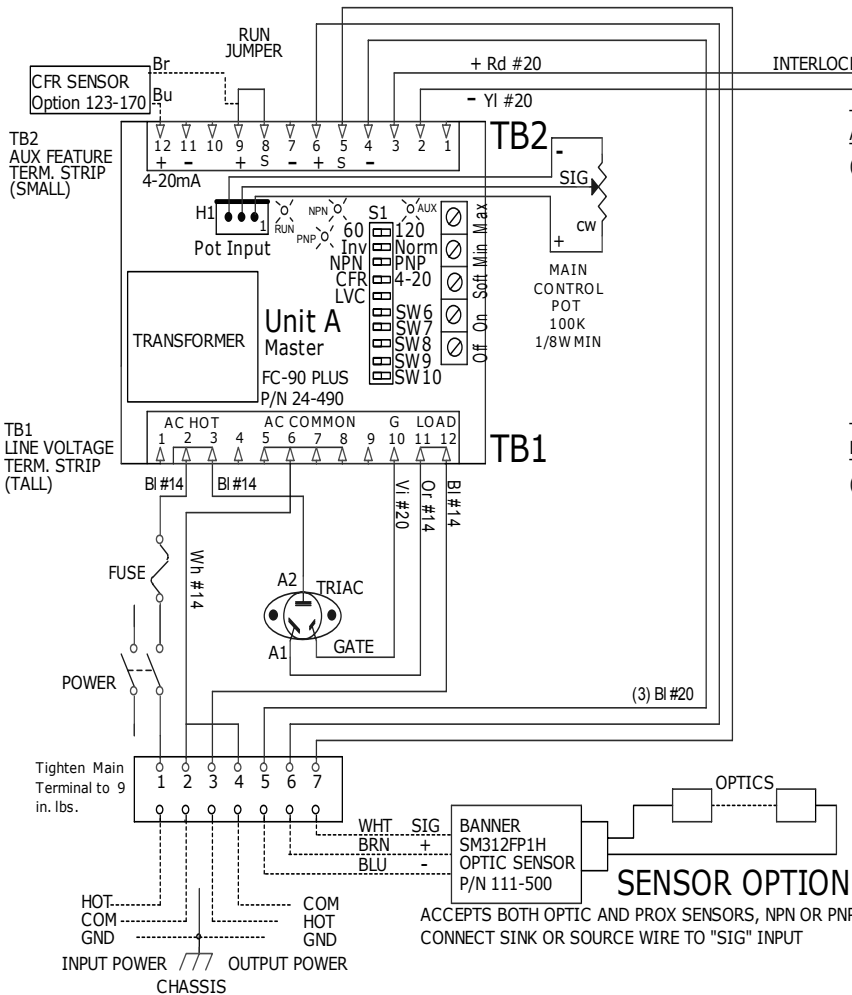 RUN
JUMPER
Br
CFR SENSOR
Option 123-170
Bu
+ Rd #20
INTERLOC
- Yl #20
TB2
TB2
AUX FEATURE
TERM. STRIP
(SMALL)
12 11 10 9 8 7 6 5 4 3 2 1
+ - + S - + S -
4-20mA
-
SIG
CW
+
H1
1
Pot Input
RUN
NPN
PNP
AUX
S1
60 120
Inv Norm
NPN PNP
CFR 4-20
LVC
SW6
SW7
SW8
SW9
SW10
Off On Soft Min Max
MAIN
CONTROL
POT
100K
1/8W MIN
TRANSFORMER
Unit A
Master
FC-90 PLUS
P/N 24-490
TB1
LINE VOLTAGE
TERM. STRIP
(TALL)
AC HOT AC COMMON G LOAD
1 2 3 4 5 6 7 8 9 10 11 12
TB1
Bl #14
Bl #14
Vi #20
Or #14
Bl #14
Wh #14
FUSE
A2
TRIAC
A1
GATE
POWER
(3) Bl #20
Tighten Main
Terminal to 9
in. lbs.
1 2 3 4 5 6 7
OPTICS
WHT SIG
BRN +
BLU -
BANNER
SM312FP1H
OPTIC SENSOR
P/N 111-500
SENSOR OPTION
ACCEPTS BOTH OPTIC AND PROX SENSORS, NPN OR PNP
CONNECT SINK OR SOURCE WIRE TO "SIG" INPUT
HOT COM
COM HOT
GND GND
INPUT POWER OUTPUT POWER
CHASSIS